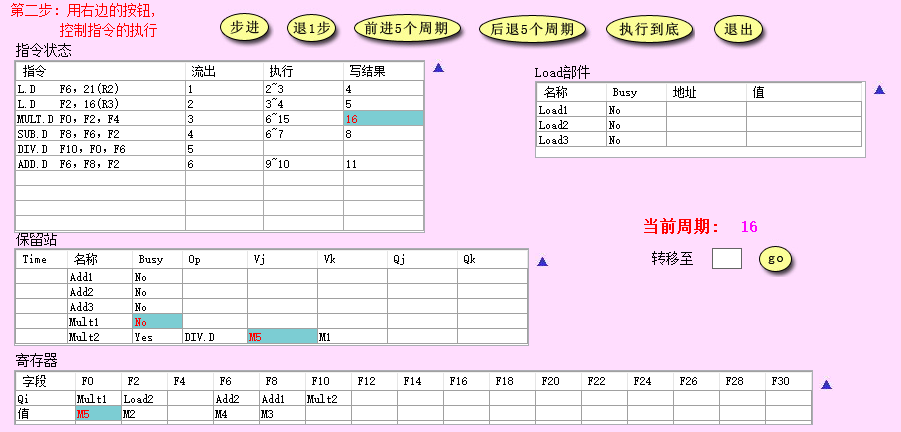 第二步：用右边的按钮，
控制指令的执行
步进 退1步 前进5个周期 后退5个周期 执行到底 退出
指令状态
指令 流出 执行 写结果
L.D F6，21(R2) 1 2~3 4
L.D F2，16(R3) 2 3~4 5
MULT.D F0，F2，F4 3 6~15 16
SUB.D F8，F6，F2 4 6~7 8
DIV.D F10，F0，F6 5
ADD.D F6，F8，F2 6 9~10 11
Load部件
名称 Busy 地址 值
Load1 No
Load2 No
Load3 No
当前周期： 16
转移至 go
保留站
Time 名称 Busy Op Vj Vk Qj Qk
Add1 No
Add2 No
Add3 No
Mult1 No
Mult2 Yes DIV.D M5 M1
寄存器
字段 F0 F2 F4 F6 F8 F10 F12 F14 F16 F18 F20 F22 F24 F26 F28 F30
Qi Mult1 Load2 Add2 Add1 Mult2
值 M5 M2 M4 M3